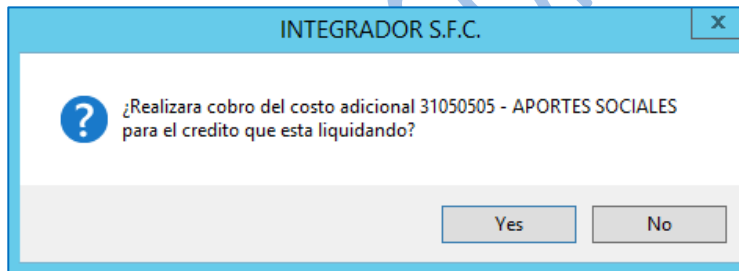 INTEGRADOR S.F.C.
x
?
¿Realizara cobro del costo adicional 31050505 - APORTES SOCIALES
para el credito que esta liquidando?
Yes No